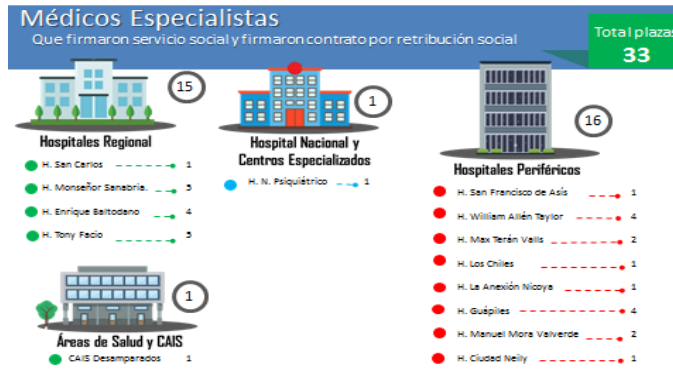 Médicos Especialistas
Que firmaron servicio social y firmaron contrato por retribución social
Total plazas
33
15
Hospitales Regional
H. San Carlos 1
H. Monseñor Sanabria. 5
H. Enrique Baltodano 4
H. Tony Facio 5
1
Hospital Nacional y
Centros Especializados
H. N. Psiquiátrico 1
1
Áreas de Salud y CAIS
CAIS Desamparados 1
16
Hospitales Periféricos
H. San Francisco de Asís 1
H. William Allén Taylor 4
H. Max Terán Valls 2
H. Los Chiles 1
H. La Anexión Nicoya 1
H. Guápiles 4
H. Manuel Mora Valverde 2
H. Ciudad Neily 1